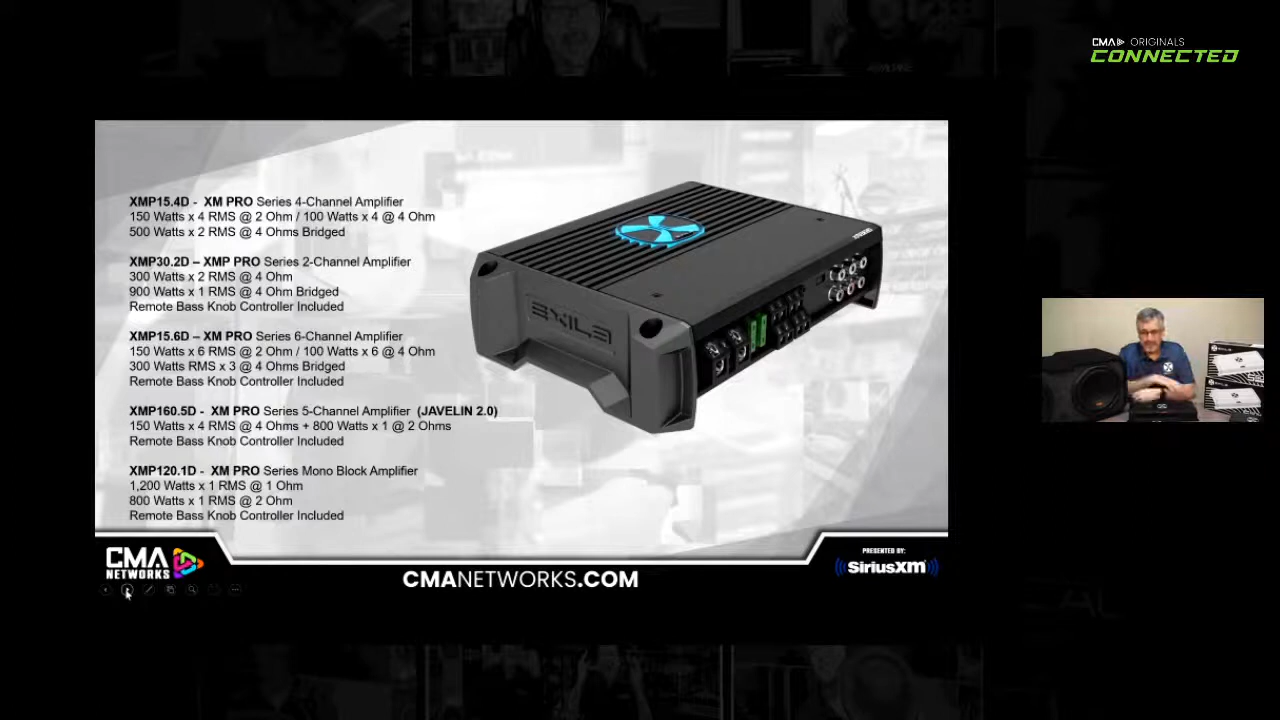 CMA ORIGINALS
CONNECTED
XMP15.4D - XM PRO Series 4-Channel Amplifier
150 Watts x 4 RMS @ 2 Ohm / 100 Watts x 4 @ 4 Ohm
500 Watts x 2 RMS @ 4 Ohms Bridged
XMP30.2D – XMP PRO Series 2-Channel Amplifier
300 Watts x 2 RMS @ 4 Ohm
900 Watts x 1 RMS @ 4 Ohm Bridged
Remote Bass Knob Controller Included
XMP15.6D – XM PRO Series 6-Channel Amplifier
150 Watts x 6 RMS @ 2 Ohm / 100 Watts x 6 @ 4 Ohm
300 Watts RMS x 3 @ 4 Ohms Bridged
Remote Bass Knob Controller Included
XMP160.5D - XM PRO Series 5-Channel Amplifier (JAVELIN 2.0)
150 Watts x 4 RMS @ 4 Ohms + 800 Watts x 1 @ 2 Ohms
Remote Bass Knob Controller Included
XMP120.1D - XM PRO Series Mono Block Amplifier
1,200 Watts x 1 RMS @ 1 Ohm
800 Watts x 1 RMS @ 2 Ohm
Remote Bass Knob Controller Included
EXILE
CMA
NETWORKS
CMANETWORKS.COM
PRESENTED BY:
SiriusXM